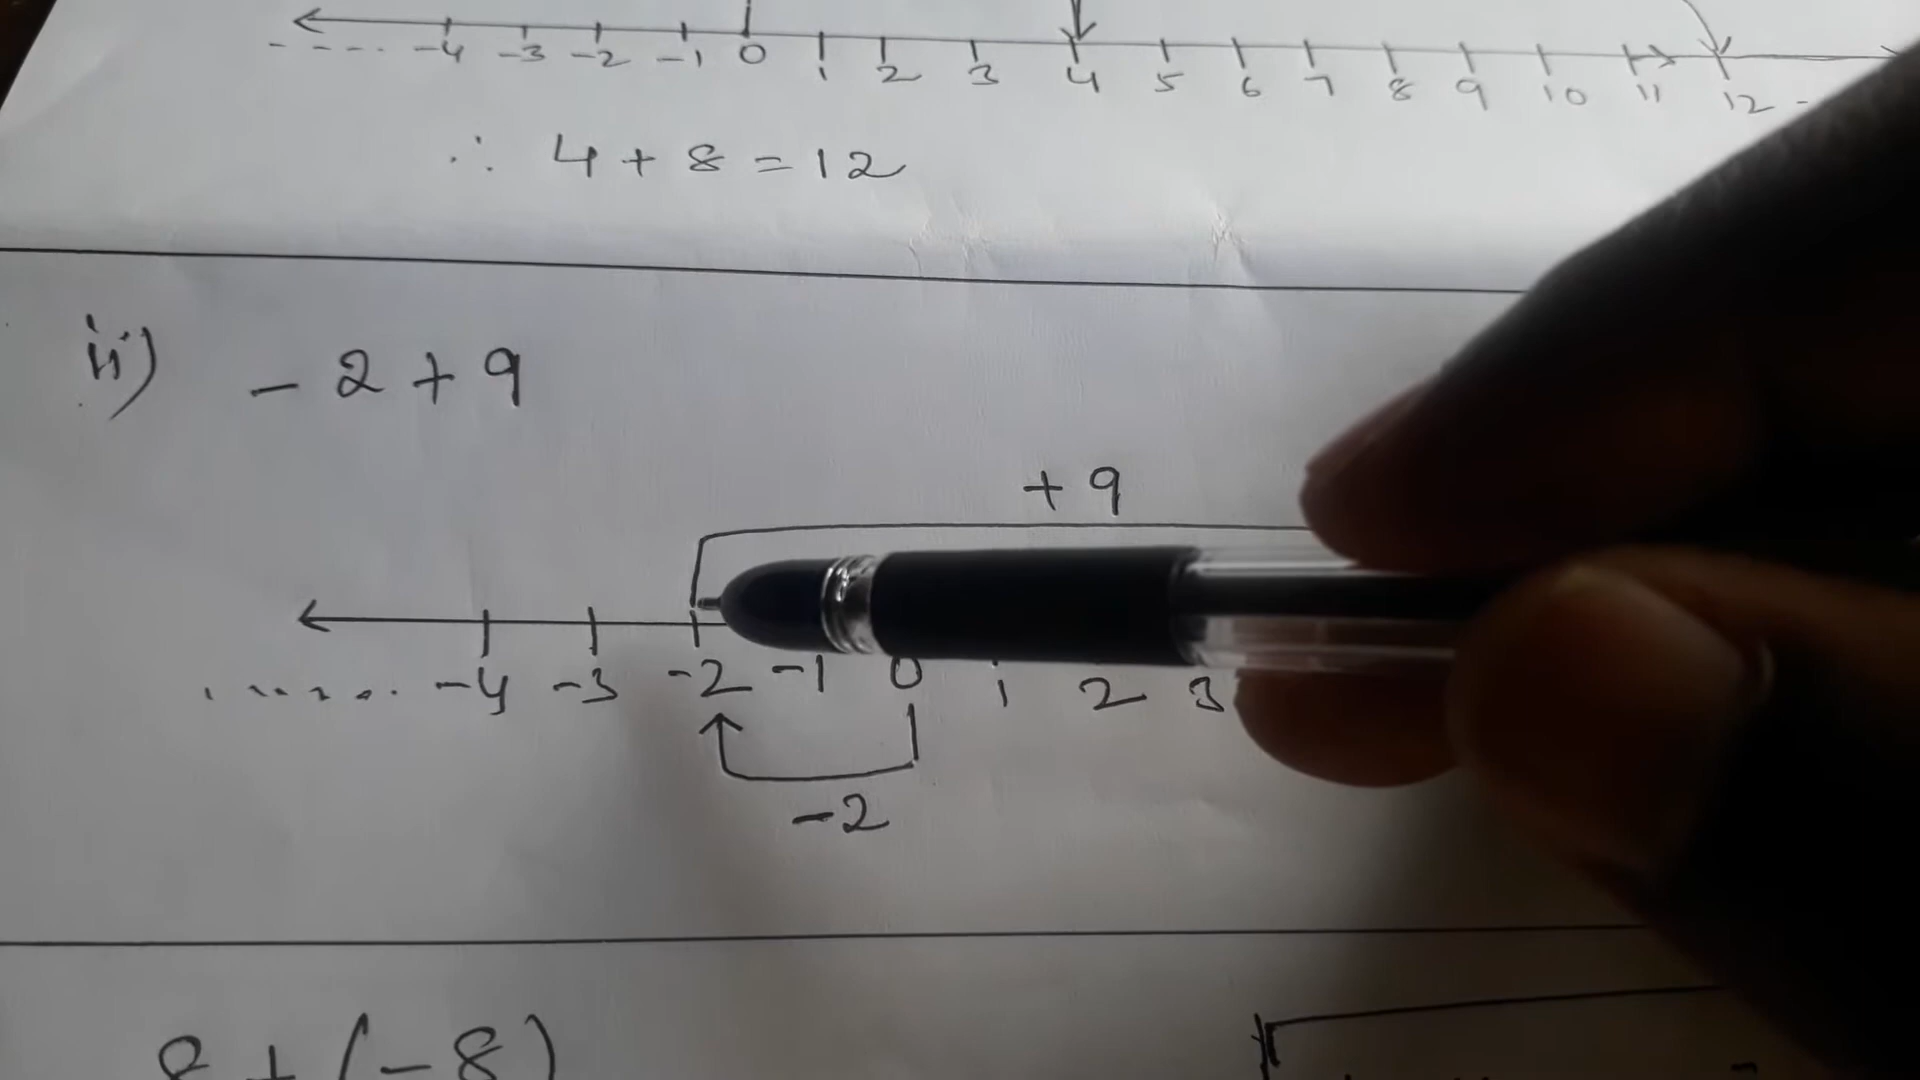 ..... -4 -3 -2 -1 0 1 2 3 4 5 6 7 8 9 10 11 12 -
∴ 4 + 8 = 12
ii) - 2 + 9
+ 9
...... -4 -3 -2 -1 0 1 2 3
-2
8 + (-8)